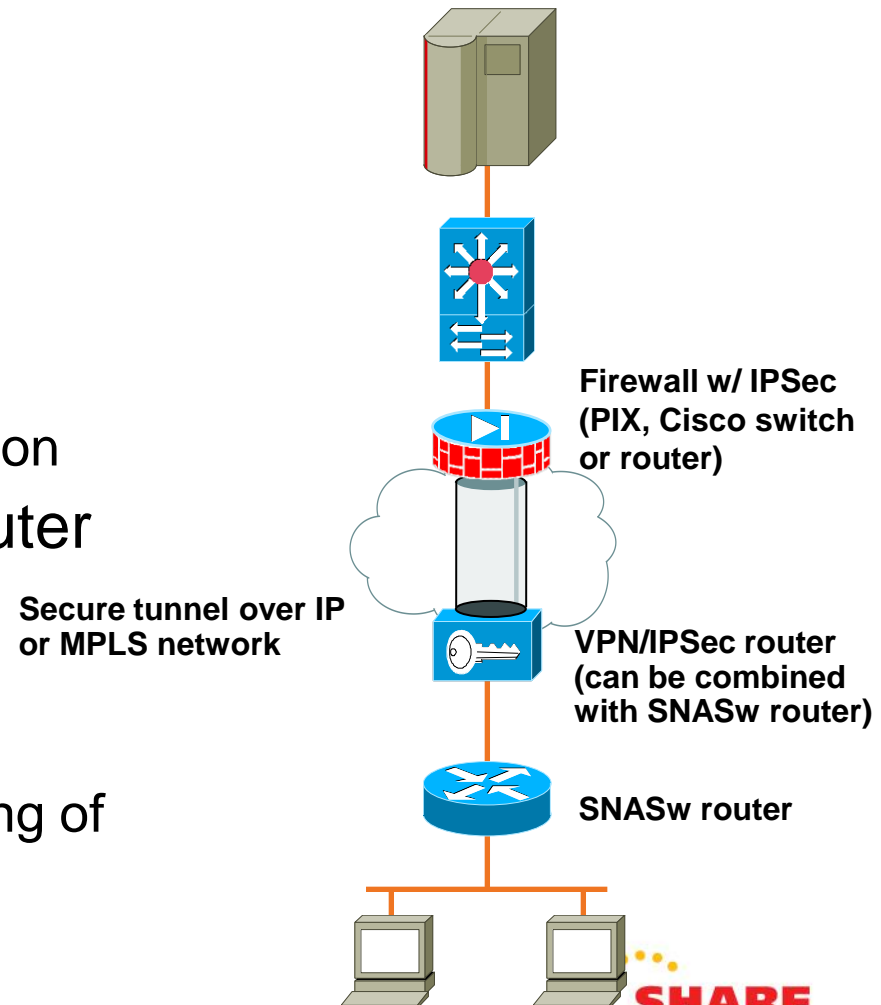 Firewall w/ IPSec
(PIX, Cisco switch
or router)
on
uter
Secure tunnel over IP
or MPLS network
VPN/IPSec router
(can be combined
with SNASw router)
ng of
SNASw router
SHARE